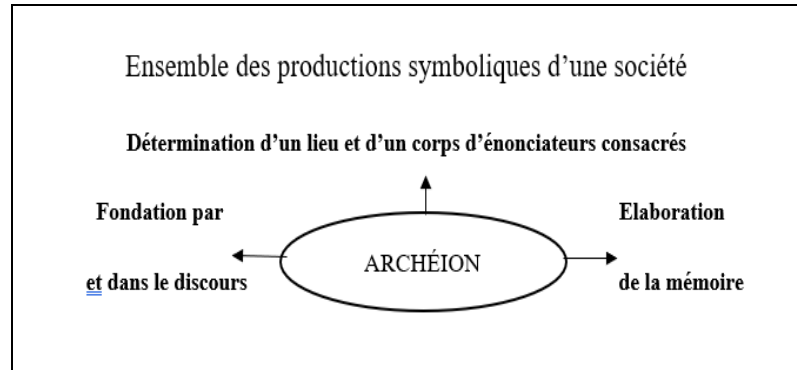 Ensemble des productions symboliques d’une société
Détermination d’un lieu et d’un corps d’énonciateurs consacrés
Fondation par
et dans le discours
ARCHÉION
Elaboration
de la mémoire